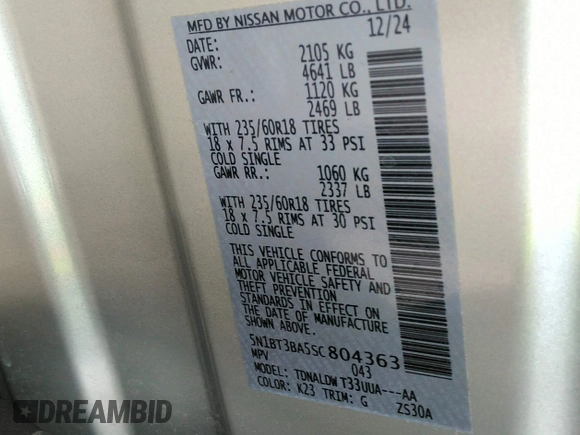 MFD BY NISSAN MOTOR CO., LTD.
DATE: 12/24
GVWR: 2105 KG
4641 LB
GAWR FR.: 1120 KG
2469 LB
WITH 235/60R18 TIRES
18 x 7.5 RIMS AT 33 PSI
COLD SINGLE
GAWR RR.: 1060 KG
2337 LB
WITH 235/60R18 TIRES
18 x 7.5 RIMS AT 30 PSI
COLD SINGLE
THIS VEHICLE CONFORMS TO
ALL APPLICABLE FEDERAL
MOTOR VEHICLE SAFETY AND
THEFT PREVENTION
STANDARDS IN EFFECT ON
THE DATE OF MANUFACTURE
SHOWN ABOVE.
5N1BT3BA5SC804363
MPV 043
MODEL: TDNALDWT33UUA---AA
COLOR: K23 TRIM: G ZS30A
DREAMBID